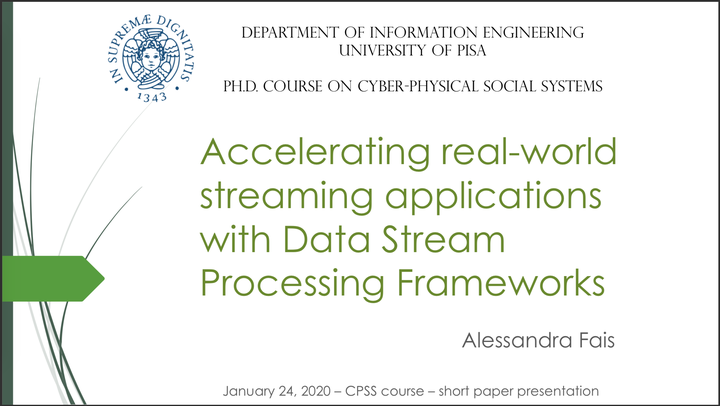 IN SUPREMÆ DIGNITATIS
• 1343 •
DEPARTMENT OF INFORMATION ENGINEERING
UNIVERSITY OF PISA
PH.D. COURSE ON CYBER-PHYSICAL SOCIAL SYSTEMS
Accelerating real-world
streaming applications
with Data Stream
Processing Frameworks
Alessandra Fais
January 24, 2020 – CPSS course – short paper presentation